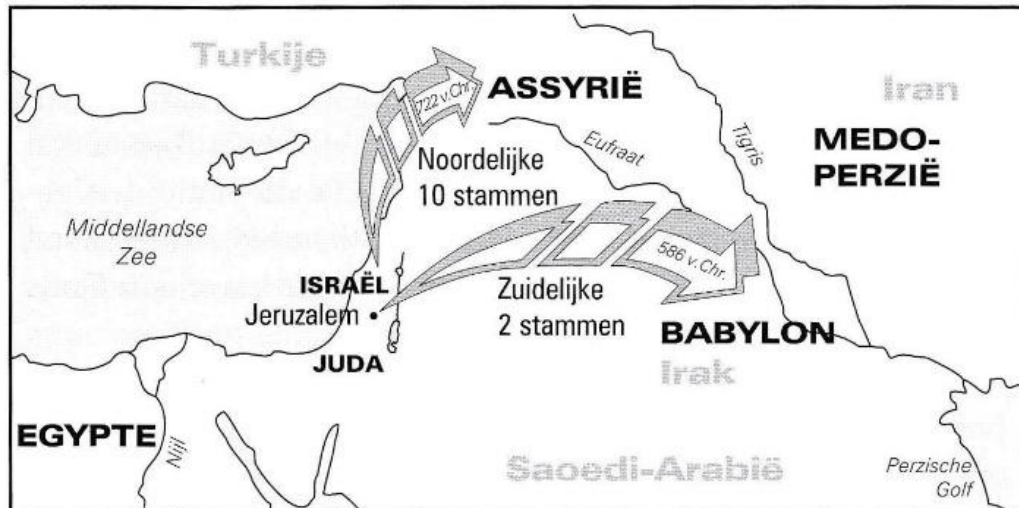 Turkije
ASSYRIË
Iran
722 v.Chr.
Eufraat
Tigris
MEDO-
PERZIË
Noordelijke
10 stammen
Middellandse
Zee
586 v.Chr.
ISRAËL
Jeruzalem
Zuidelijke
2 stammen
BABYLON
JUDA
Irak
EGYPTE
Nijl
Saoedi-Arabië
Perzische
Golf